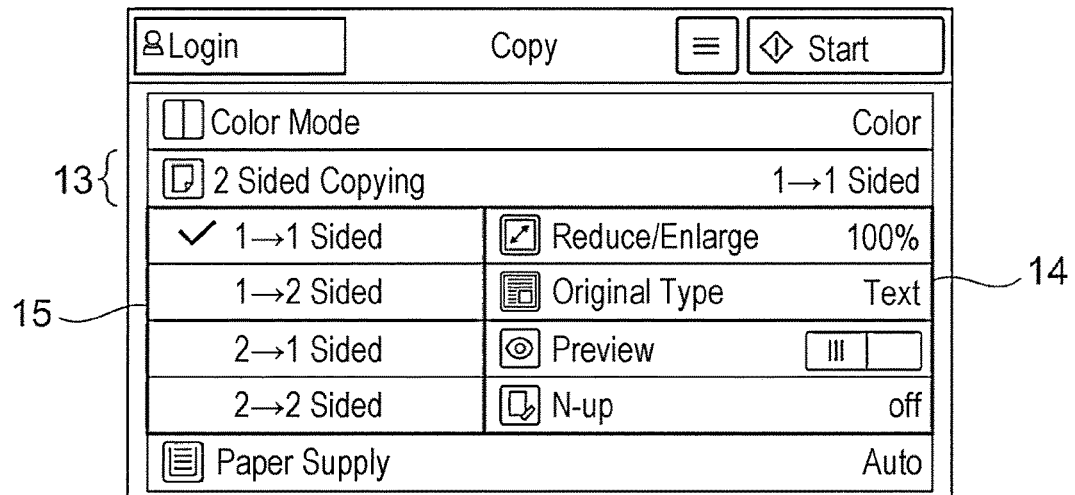 Login Copy Start
Color Mode Color
13 2 Sided Copying 1→1 Sided
✓ 1→1 Sided Reduce/Enlarge 100%
1→2 Sided Original Type Text 14
15
2→1 Sided Preview
2→2 Sided N-up off
Paper Supply Auto